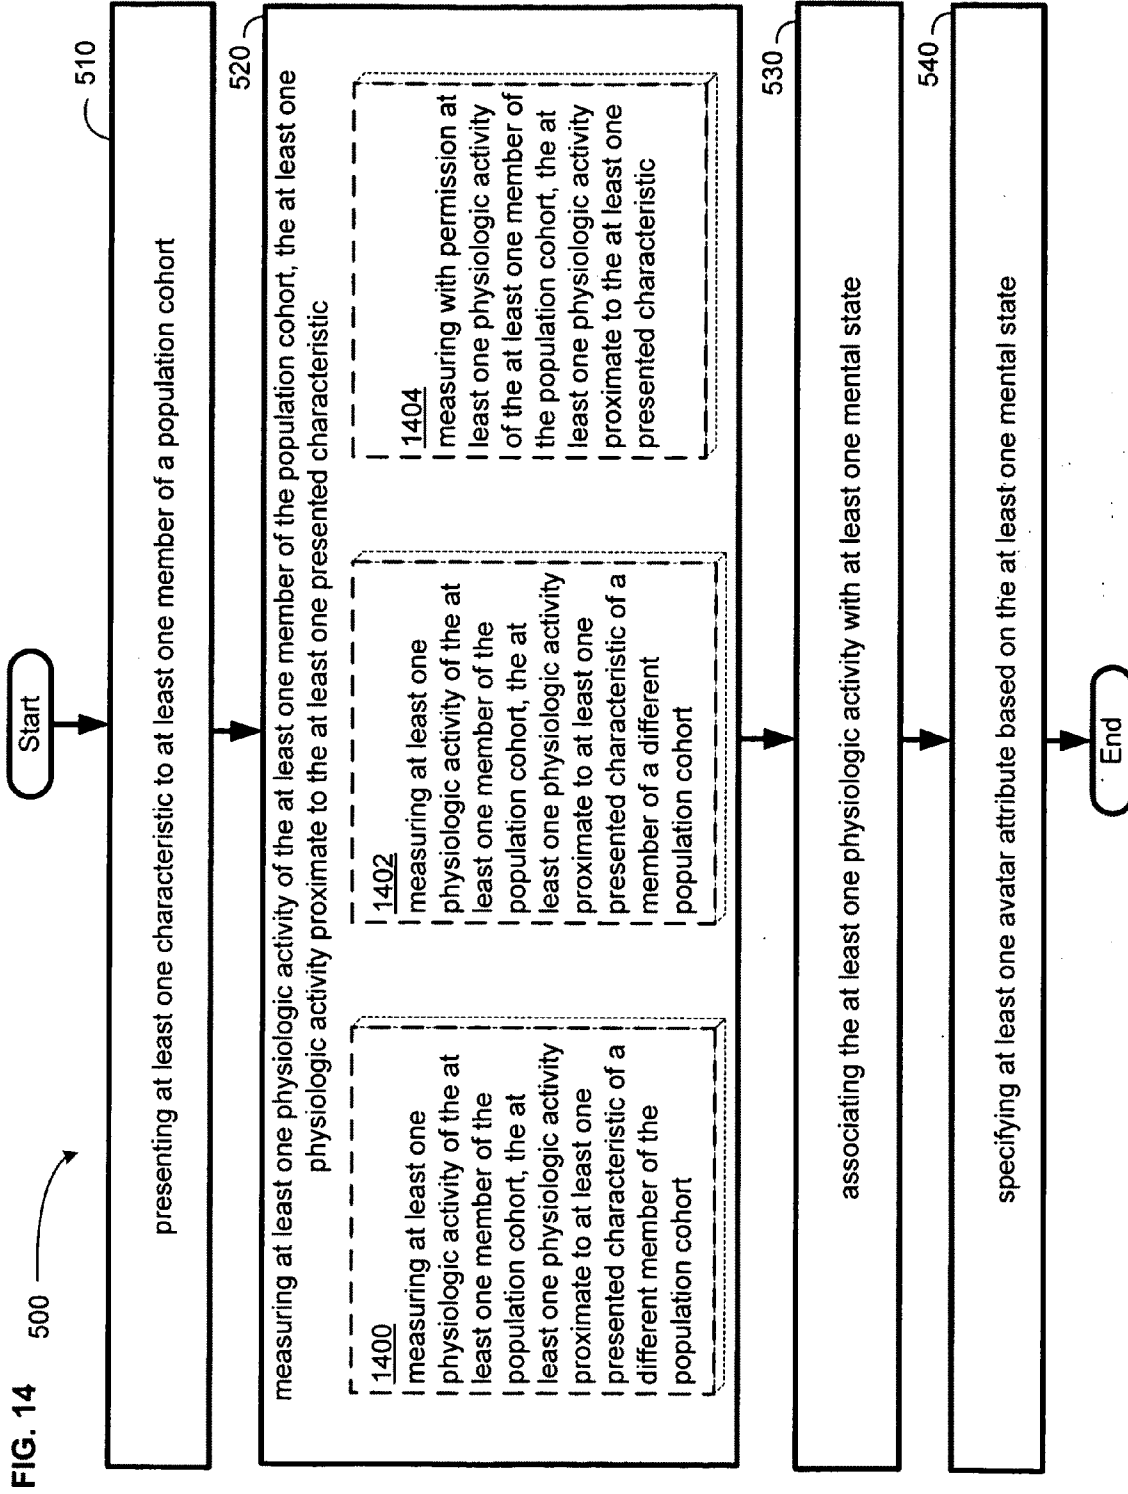 FIG. 14
500
Start
510
presenting at least one characteristic to at least one member of a population cohort
520
measuring at least one physiologic activity of the at least one member of the population cohort, the at least one
physiologic activity proximate to the at least one presented characteristic
1400
measuring at least one
physiologic activity of the at
least one member of the
population cohort, the at
least one physiologic activity
proximate to at least one
presented characteristic of a
different member of the
population cohort
1402
measuring at least one
physiologic activity of the at
least one member of the
population cohort, the at
least one physiologic activity
proximate to at least one
presented characteristic of a
member of a different
population cohort
1404
measuring with permission at
least one physiologic activity
of the at least one member of
the population cohort, the at
least one physiologic activity
proximate to the at least one
presented characteristic
530
associating the at least one physiologic activity with at least one mental state
540
specifying at least one avatar attribute based on the at least one mental state
End